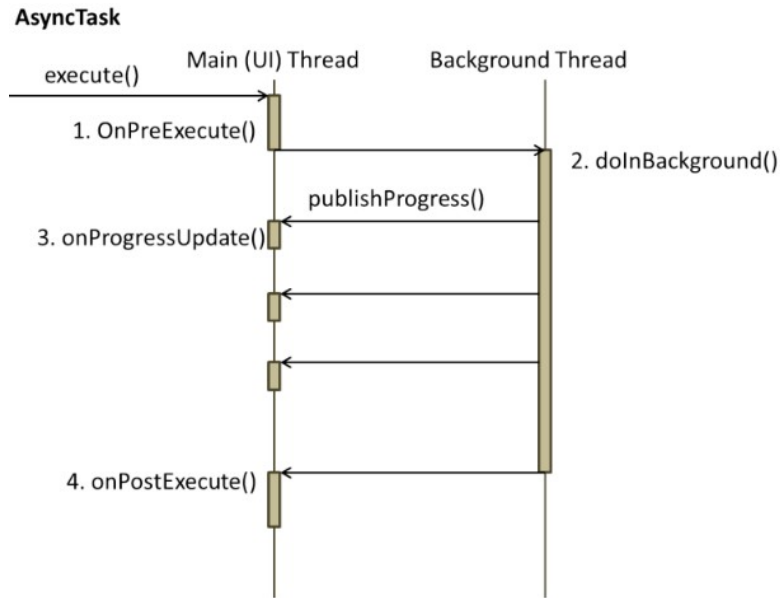 AsyncTask
Main (UI) Thread
Background Thread
execute()
1. OnPreExecute()
2. doInBackground()
publishProgress()
3. onProgressUpdate()
4. onPostExecute()